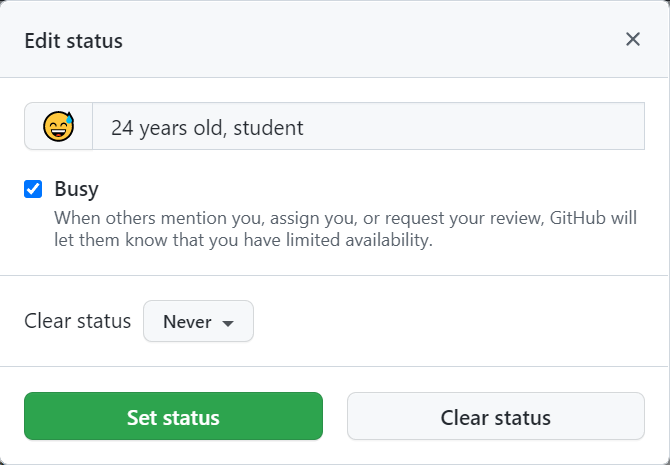 Edit status
24 years old, student
Busy
When others mention you, assign you, or request your review, GitHub will
let them know that you have limited availability.
Clear status Never
Set status Clear status